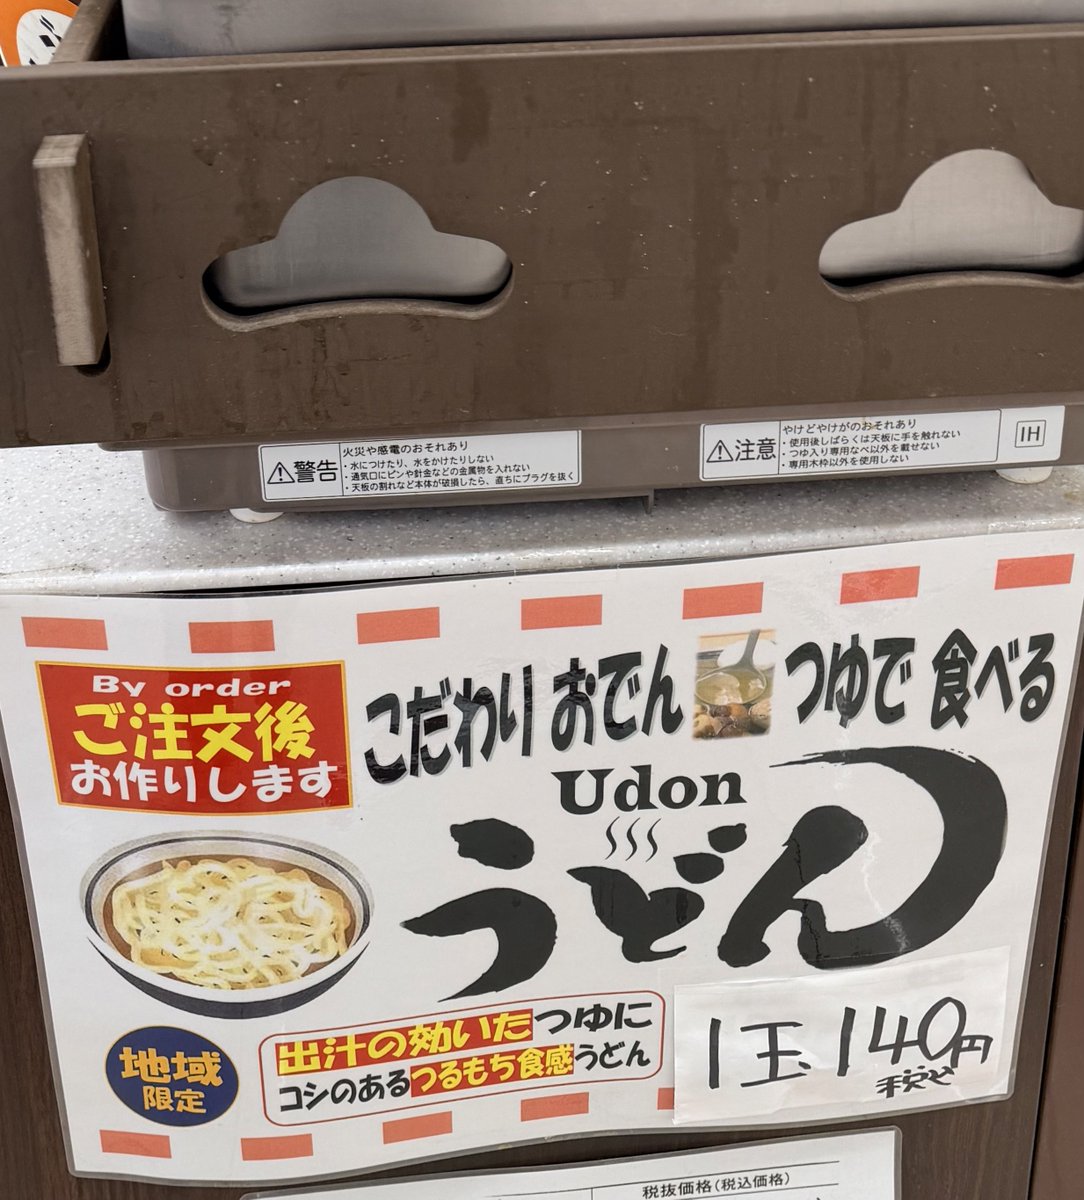 警告
火災や感電のおそれあり
・水につけたり、水をかけたりしない
・通気口にピンや針金などの金属物を入れない
・天板の割れなど本体が破損したら、直ちにプラグを抜く
注意
やけどやけがのおそれあり
・使用後しばらくは天板に手を触れない
・つゆ入り専用なべ以外を載せない
・専用木枠以外を使用しない
IH
By order
ご注文後
お作りします
こだわり おでん つゆで 食べる
Udon
うどん
地域
限定
出汁の効いたつゆに
コシのあるつるもち食感うどん
1玉 140円
税抜価格(税込価格)